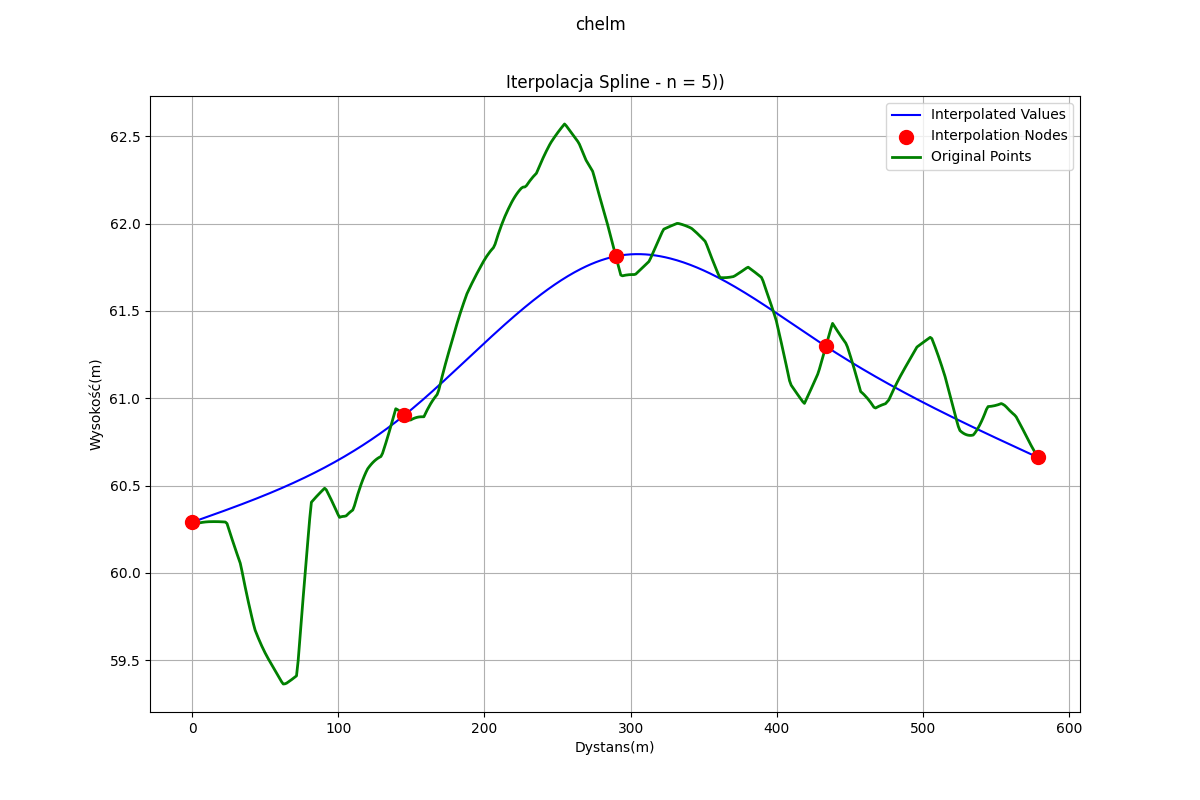 chelm
Iterpolacja Spline - n = 5))
Interpolated Values
Interpolation Nodes
Original Points
62.5
62.0
61.5
61.0
60.5
60.0
59.5
Wysokość(m)
0 100 200 300 400 500 600
Dystans(m)